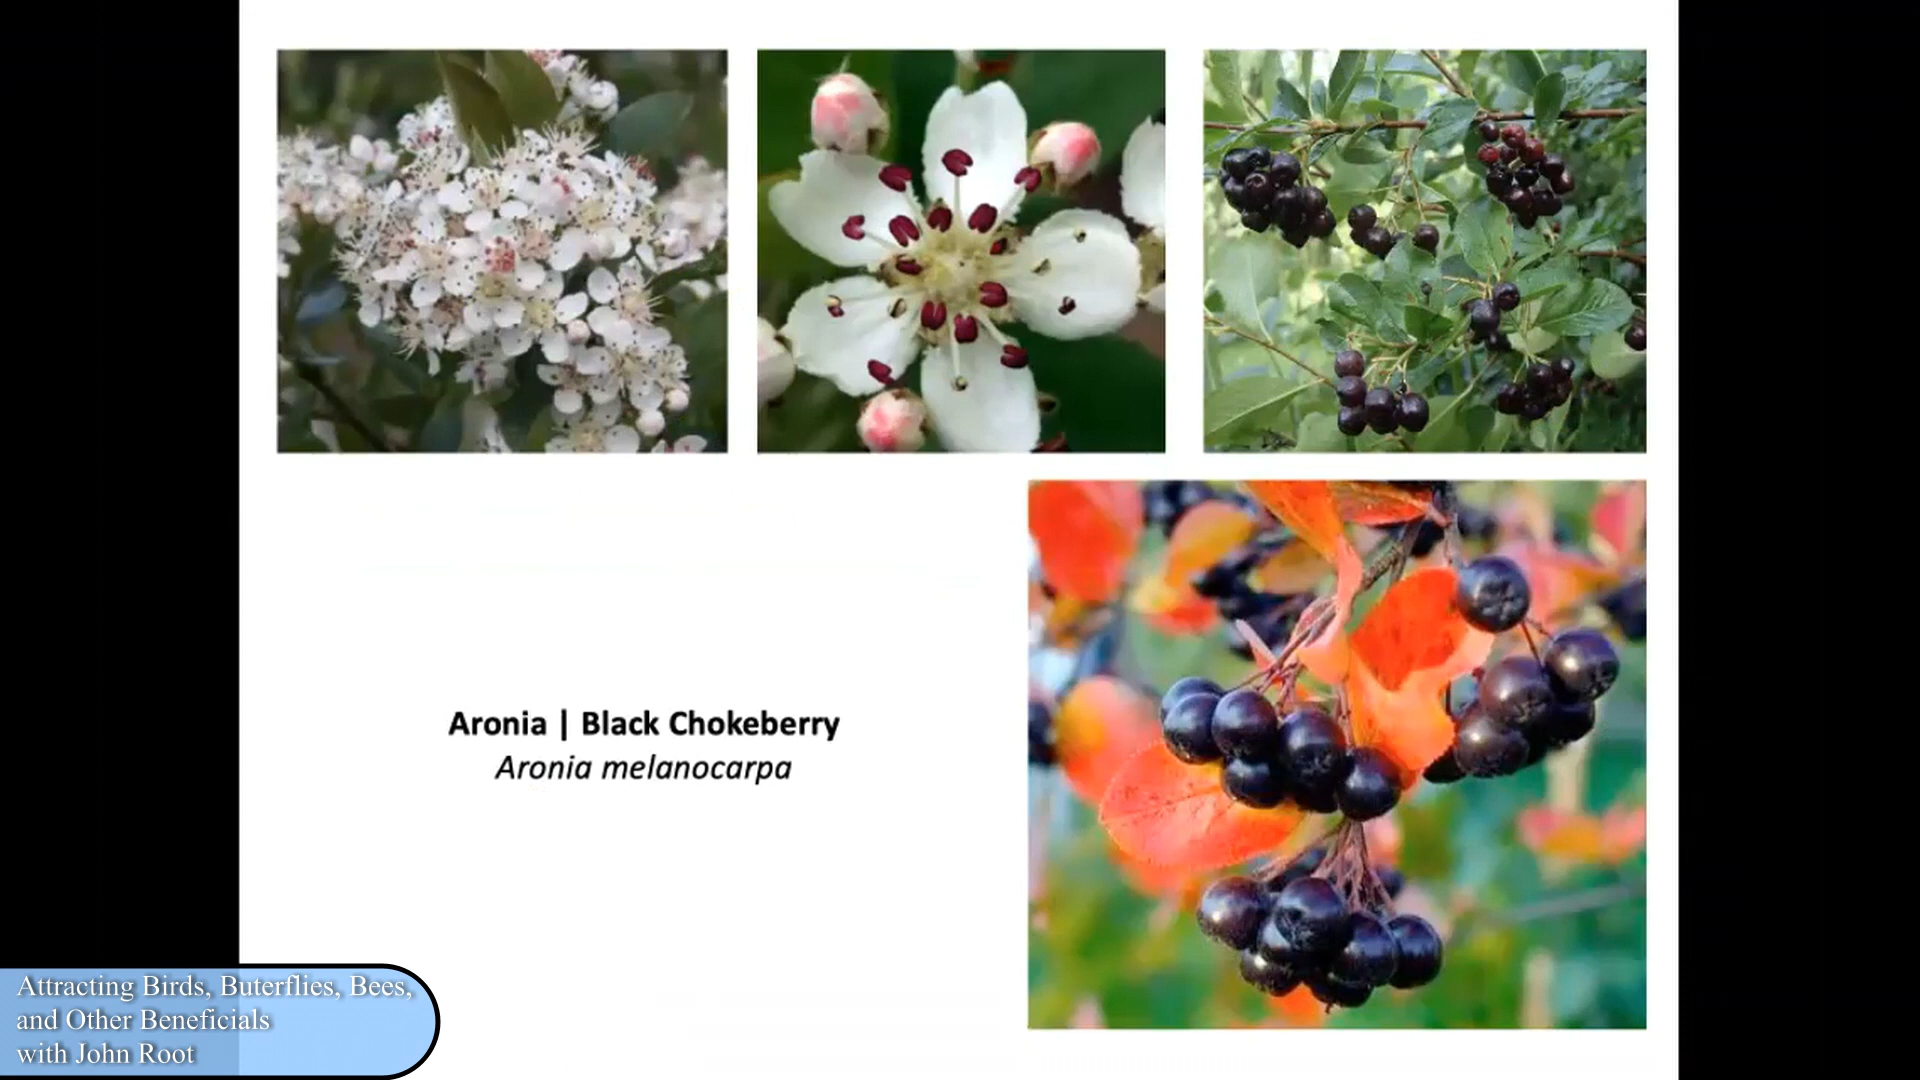 Aronia | Black Chokeberry
Aronia melanocarpa
Attracting Birds, Buterflies, Bees,
and Other Beneficials
with John Root